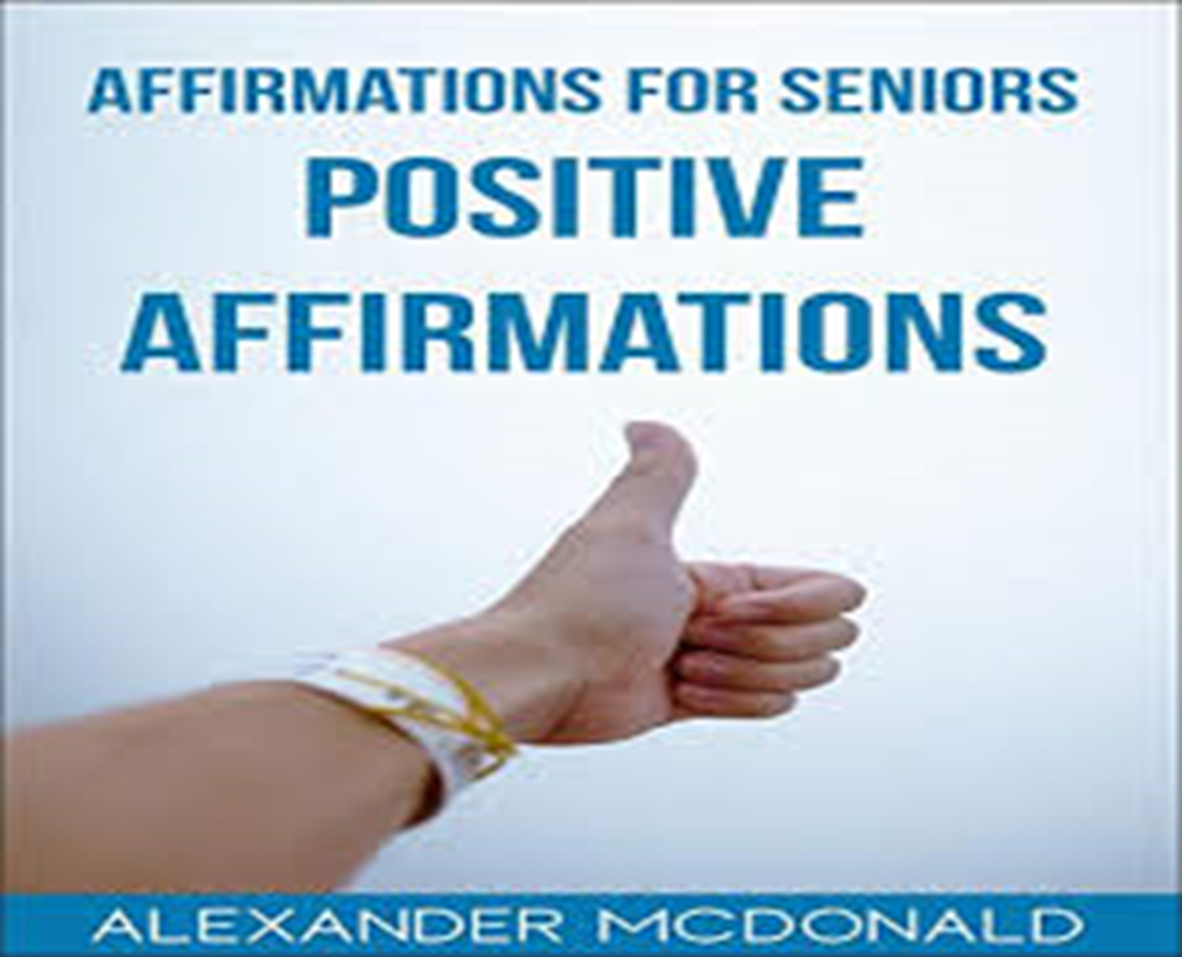 AFFIRMATIONS FOR SENIORS
POSITIVE
AFFIRMATIONS
ALEXANDER MCDONALD